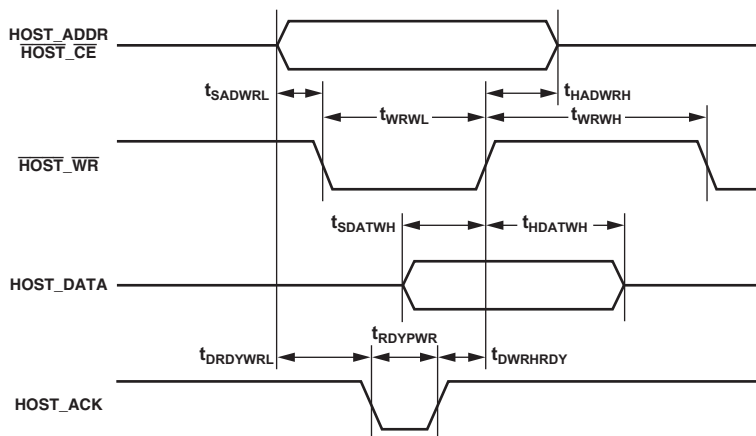 HOST_ADDR
HOST_CE
tSADWRL
tHADWRH
tWRWL
tWRWH
HOST_WR
tSDATWH
tHDATWH
HOST_DATA
tRDYPWR
tDRDYWRL
tDWRHRDY
HOST_ACK